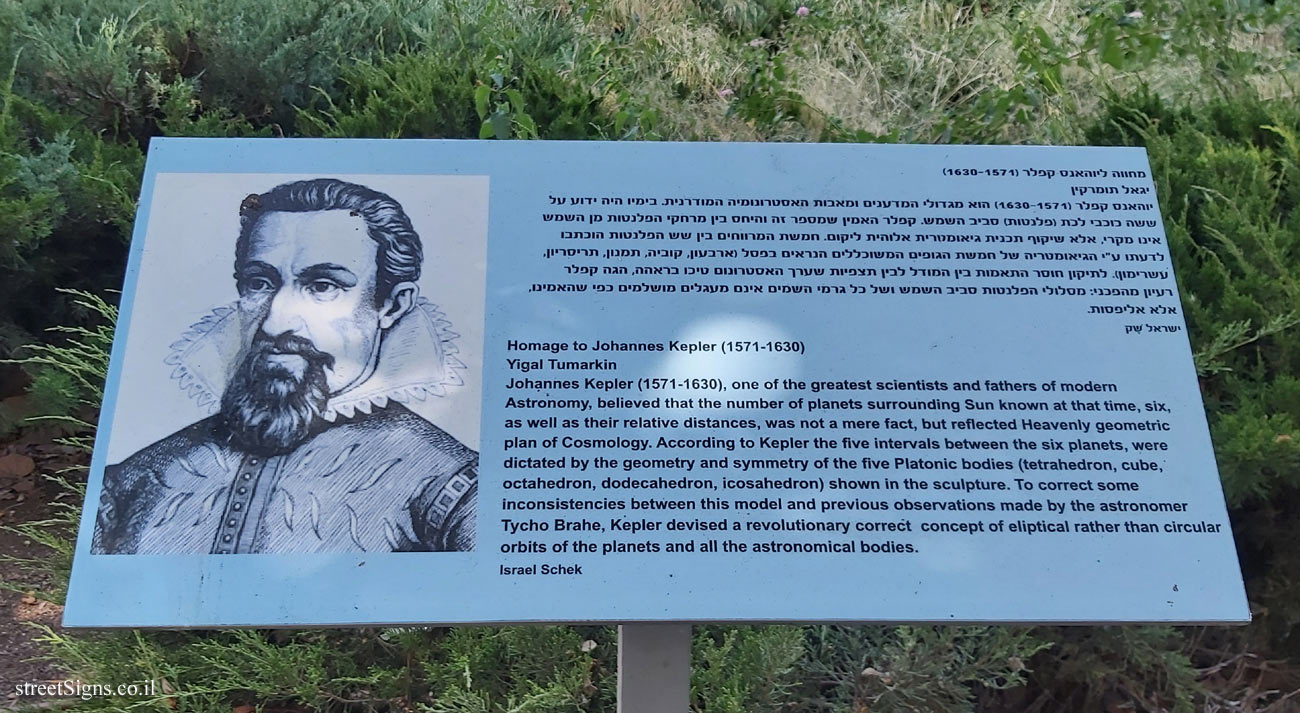 מחווה ליוהאנס קפלר (1571-1630)
יגאל תומרקין
יוהאנס קפלר (1571-1630) הוא מגדולי המדענים ומאבות האסטרונומיה המודרנית. בימיו היה ידוע על
ששה כוכבי לכת (פלנטות) סביב השמש. קפלר האמין שמספר זה והיחס בין מרחקי הפלנטות מן השמש
אינו מקרי, אלא שיקוף תכנית גיאומטרית אלוהית ליקום. חמשת המרווחים בין שש הפלנטות הוכתבו
לדעתו ע״י הגיאומטריה של חמשת הגופים המשוכללים הנראים בפסל (ארבעון, קוביה, תמנון, תריסריון,
עשרימון). לתיקון חוסר התאמות בין המודל לבין תצפיות שערך האסטרונום טיכו בראהה, הגה קפלר
רעיון מהפכני: מסלולי הפלנטות סביב השמש ושל כל גרמי השמים אינם מעגלים מושלמים כפי שהאמינו,
אלא אליפסות.
ישראל שֶק
Homage to Johannes Kepler (1571-1630)
Yigal Tumarkin
Johannes Kepler (1571-1630), one of the greatest scientists and fathers of modern
Astronomy, believed that the number of planets surrounding Sun known at that time, six,
as well as their relative distances, was not a mere fact, but reflected Heavenly geometric
plan of Cosmology. According to Kepler the five intervals between the six planets, were
dictated by the geometry and symmetry of the five Platonic bodies (tetrahedron, cube,
octahedron, dodecahedron, icosahedron) shown in the sculpture. To correct some
inconsistencies between this model and previous observations made by the astronomer
Tycho Brahe, Kepler devised a revolutionary correct concept of eliptical rather than circular
orbits of the planets and all the astronomical bodies.
Israel Schek
streetSigns.co.il